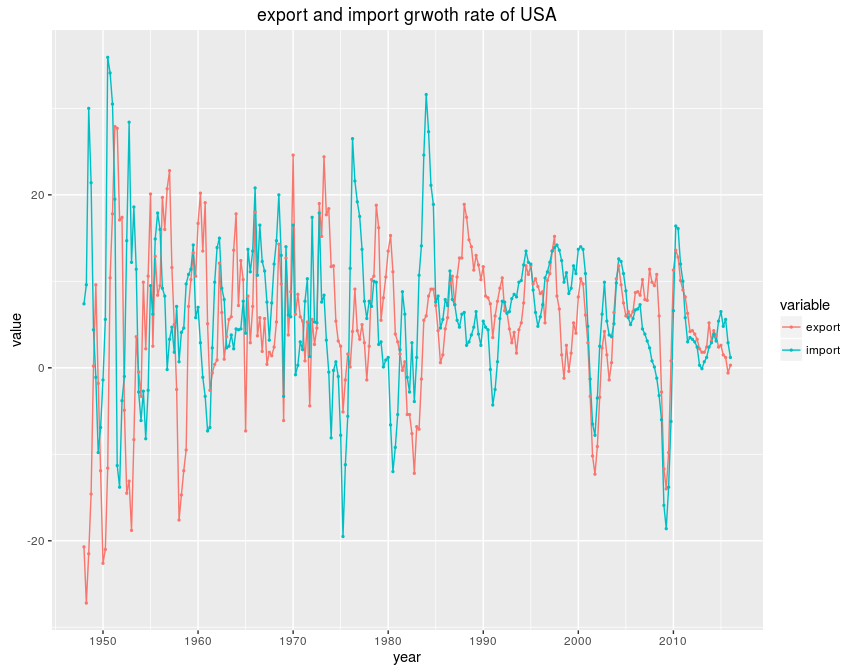 export and import grwoth rate of USA
value
20
0
-20
1950
1960
1970
1980
1990
2000
2010
year
variable
export
import